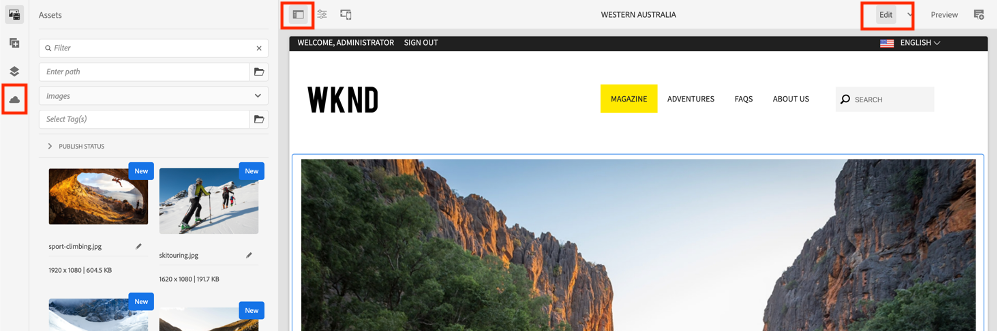 Assets
WESTERN AUSTRALIA
Edit
Preview
Filter
Enter path
Images
Select Tag(s)
PUBLISH STATUS
New
New
sport-climbing.jpg
1920 x 1080 | 604.5 KB
skitouring.jpg
1620 x 1080 | 191.7 KB
New
New
WELCOME, ADMINISTRATOR SIGN OUT
ENGLISH
WKND
MAGAZINE ADVENTURES FAQS ABOUT US
SEARCH